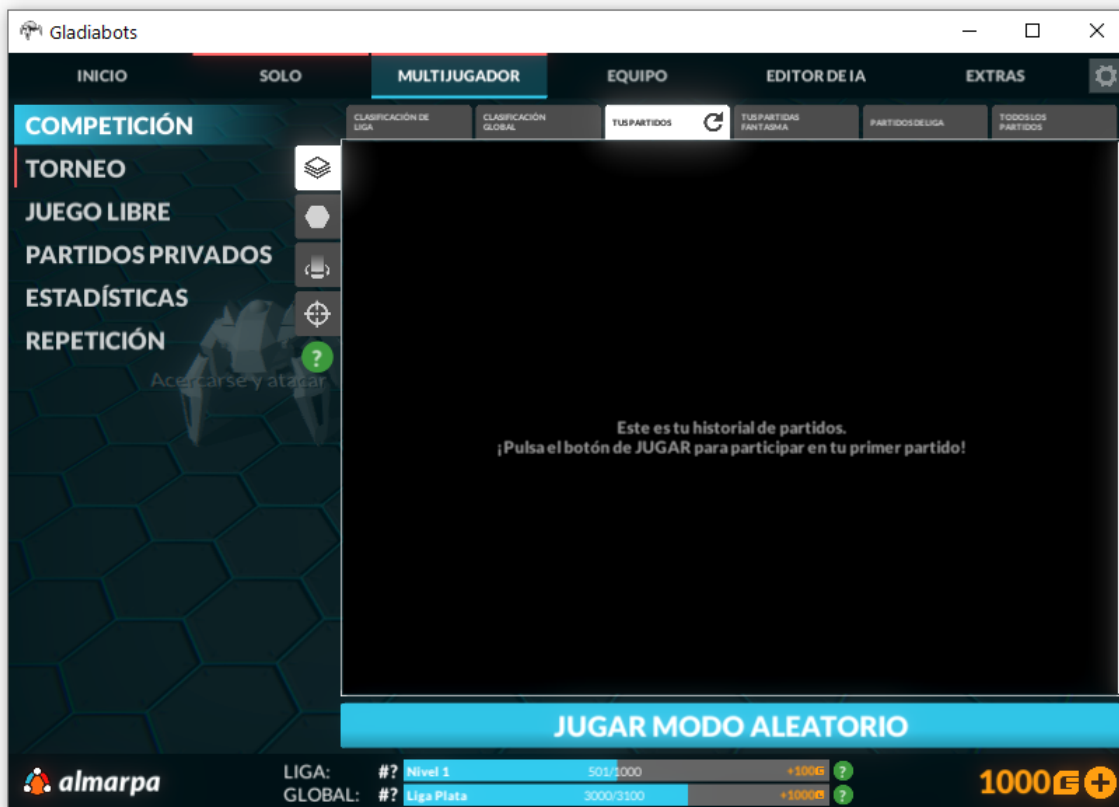 Gladiabots
INICIO
SOLO
MULTIJUGADOR
EQUIPO
EDITOR DE IA
EXTRAS
COMPETICIÓN
TORNEO
JUEGO LIBRE
PARTIDOS PRIVADOS
ESTADÍSTICAS
REPETICIÓN
?
Acercarse y atacar
CLASIFICACIÓN DE
LIGA
CLASIFICACIÓN
GLOBAL
TUS PARTIDOS
TUS PARTIDAS
FANTASMA
PARTIDOS DE LIGA
TODOS LOS
PARTIDOS
Este es tu historial de partidos.
¡Pulsa el botón de JUGAR para participar en tu primer partido!
JUGAR MODO ALEATORIO
almarpa
LIGA: #? Nivel 1 501/1000 +100G ?
GLOBAL: #? Liga Plata 3000/3100 +1000G ?
1000G +